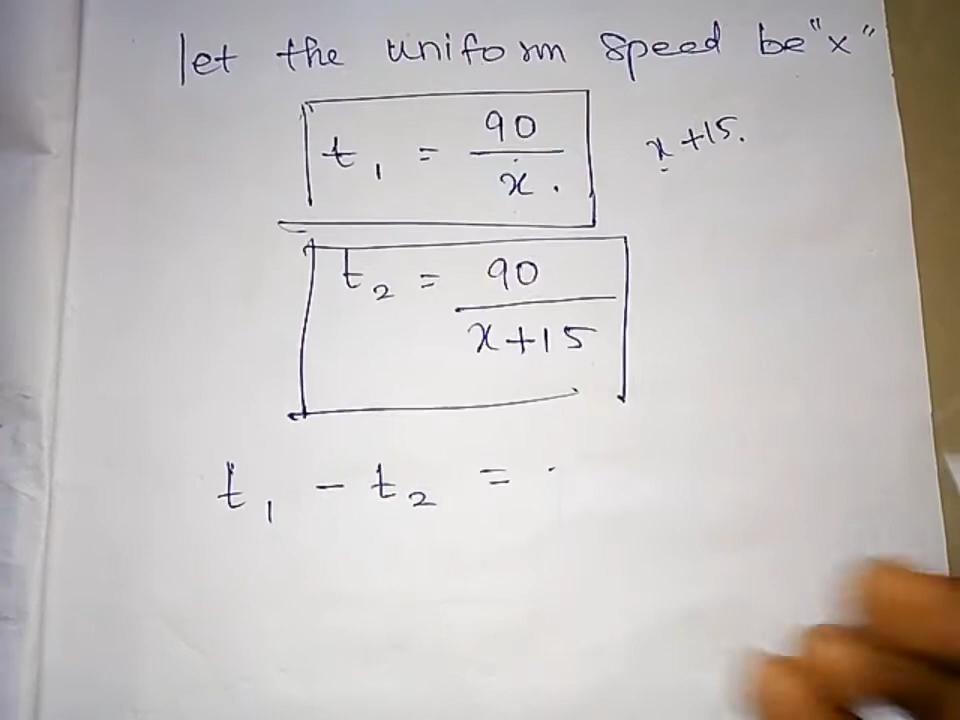 let the uniform speed be "x"
t₁ = 90/x.
x+15.
t₂ = 90/x+15
t₁ - t₂ =